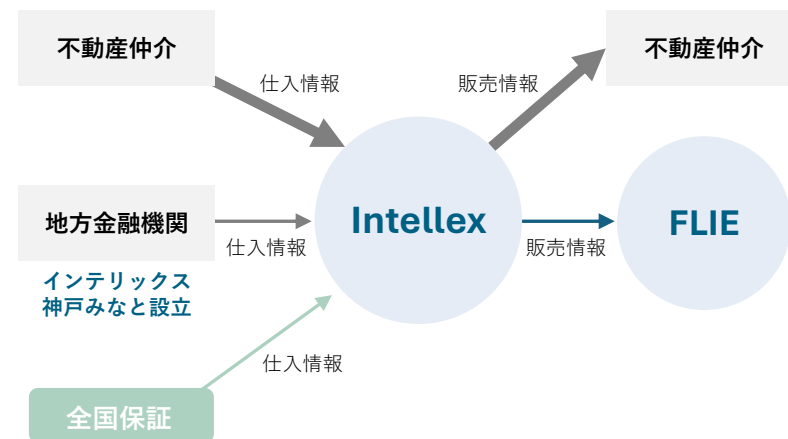 不動産仲介
不動産仲介
仕入情報
販売情報
地方金融機関
Intellex
FLIE
仕入情報
販売情報
インテリックス
神戸みなと設立
仕入情報
全国保証